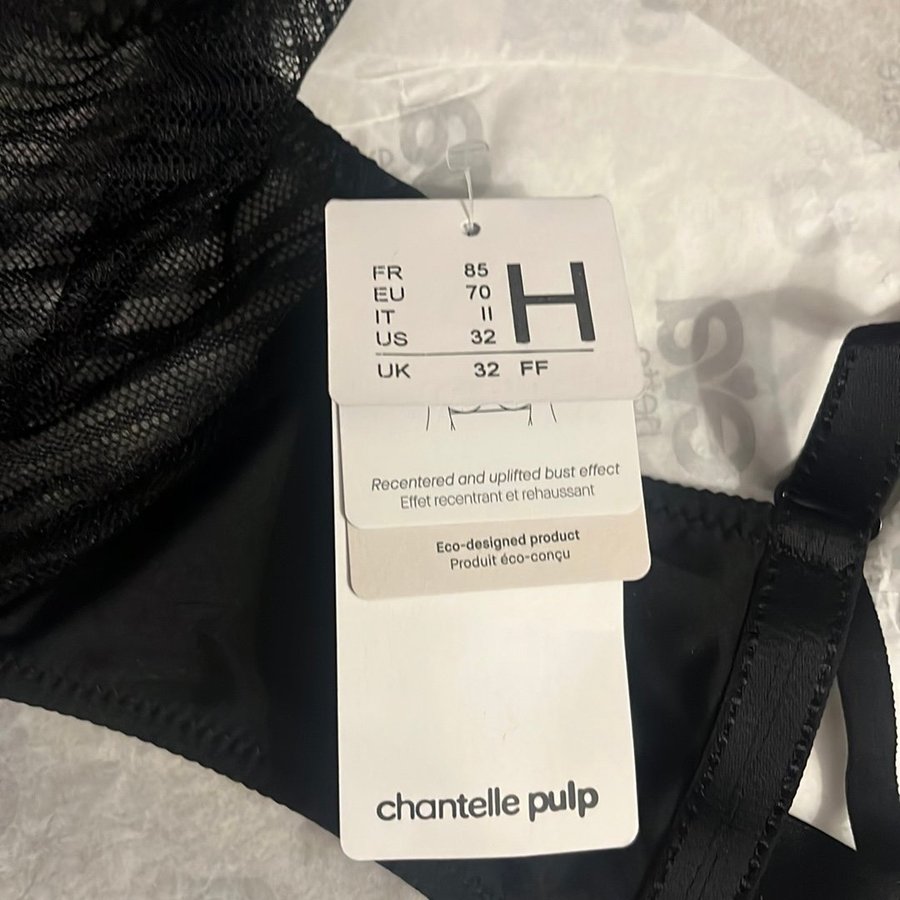 FR 85
EU 70
IT II
US 32
H
UK 32 FF
Recentered and uplifted bust effect
Effet recentrant et rehaussant
Eco-designed product
Produit éco-conçu
chantelle pulp